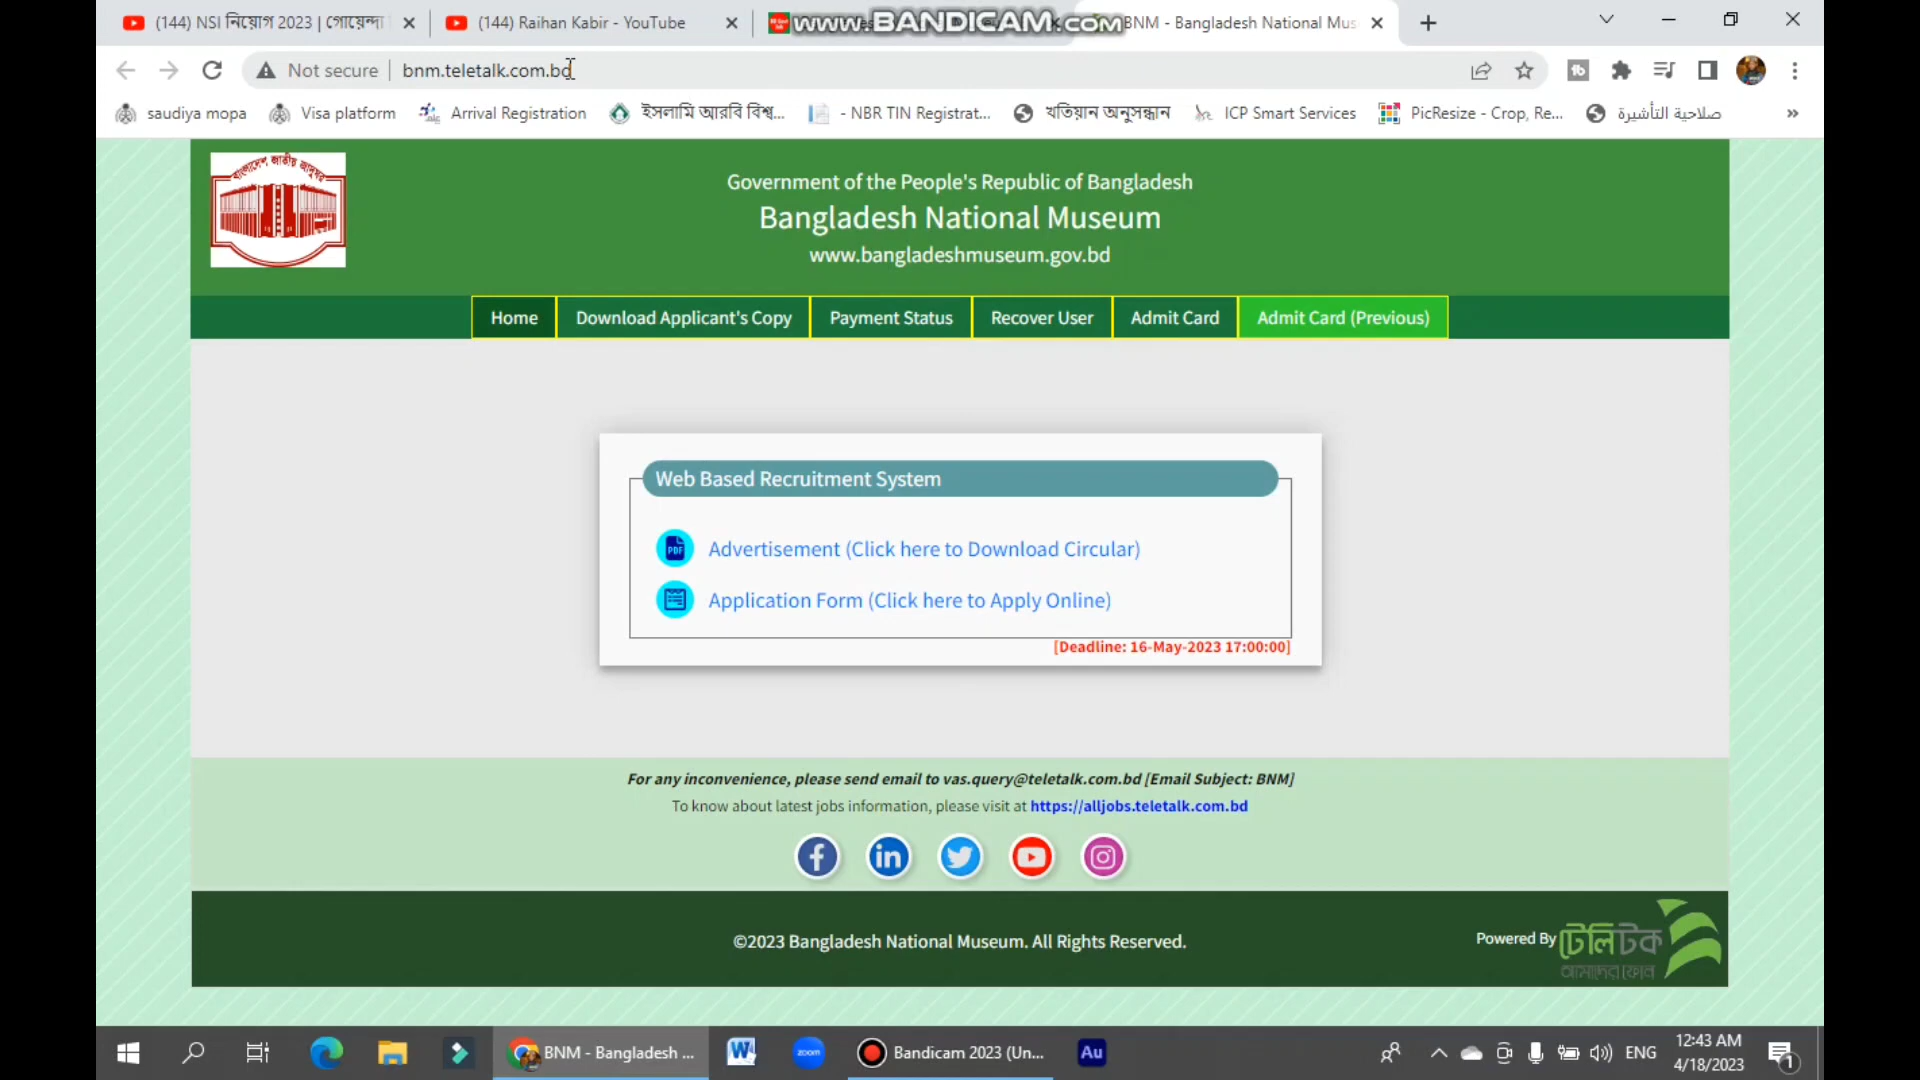 (144) NSI নিয়োগ 2023 | গোয়েন্দা
(144) Raihan Kabir - YouTube
www.BANDICAM.com
BNM - Bangladesh National Mus
Not secure
bnm.teletalk.com.bd
saudiya mopa
Visa platform
Arrival Registration
ইসলামি আরবি বিশ্ব...
- NBR TIN Registrat...
খতিয়ান অনুসন্ধান
ICP Smart Services
PicResize - Crop, Re...
صلاحية التأشيرة
»
বাংলাদেশ জাতীয় জাদুঘর
Government of the People's Republic of Bangladesh
Bangladesh National Museum
www.bangladeshmuseum.gov.bd
Home
Download Applicant's Copy
Payment Status
Recover User
Admit Card
Admit Card (Previous)
Web Based Recruitment System
PDF
Advertisement (Click here to Download Circular)
Application Form (Click here to Apply Online)
[Deadline: 16-May-2023 17:00:00]
For any inconvenience, please send email to vas.query@teletalk.com.bd [Email Subject: BNM]
To know about latest jobs information, please visit at https://alljobs.teletalk.com.bd
©2023 Bangladesh National Museum. All Rights Reserved.
Powered By
টেলিটক
আমাদের ফোন
BNM - Bangladesh ...
W
zoom
Bandicam 2023 (Un...
Au
ENG
12:43 AM
4/18/2023
1